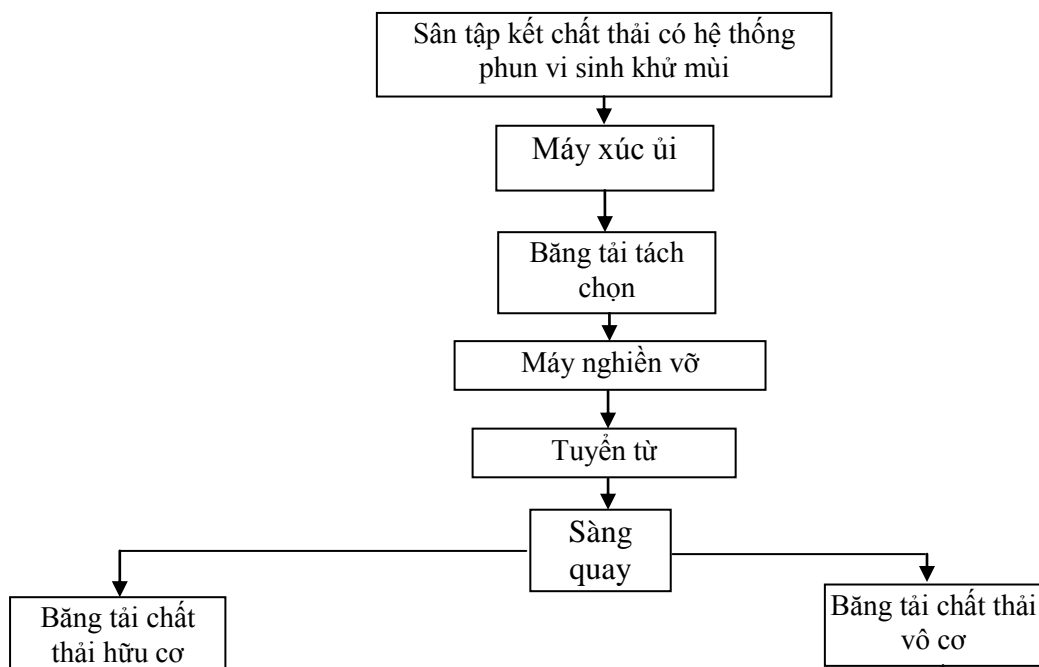 Sân tập kết chất thải có hệ thống
phun vi sinh khử mùi
Máy xúc ủi
Băng tải tách
chọn
Máy nghiền vỡ
Tuyển từ
Sàng
quay
Băng tải chất
thải hữu cơ
Băng tải chất thải
vô cơ